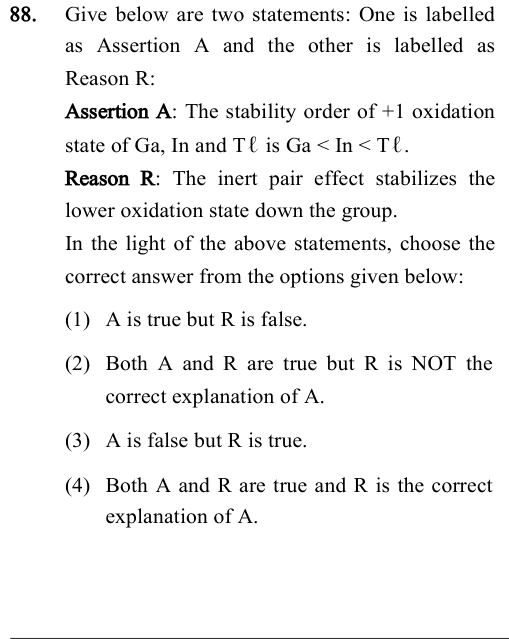 88. Give below are two statements: One is labelled
as Assertion A and the other is labelled as
Reason R:
Assertion A: The stability order of +1 oxidation
state of Ga, In and Tℓ is Ga < In < Tℓ.
Reason R: The inert pair effect stabilizes the
lower oxidation state down the group.
In the light of the above statements, choose the
correct answer from the options given below:
(1) A is true but R is false.
(2) Both A and R are true but R is NOT the
correct explanation of A.
(3) A is false but R is true.
(4) Both A and R are true and R is the correct
explanation of A.